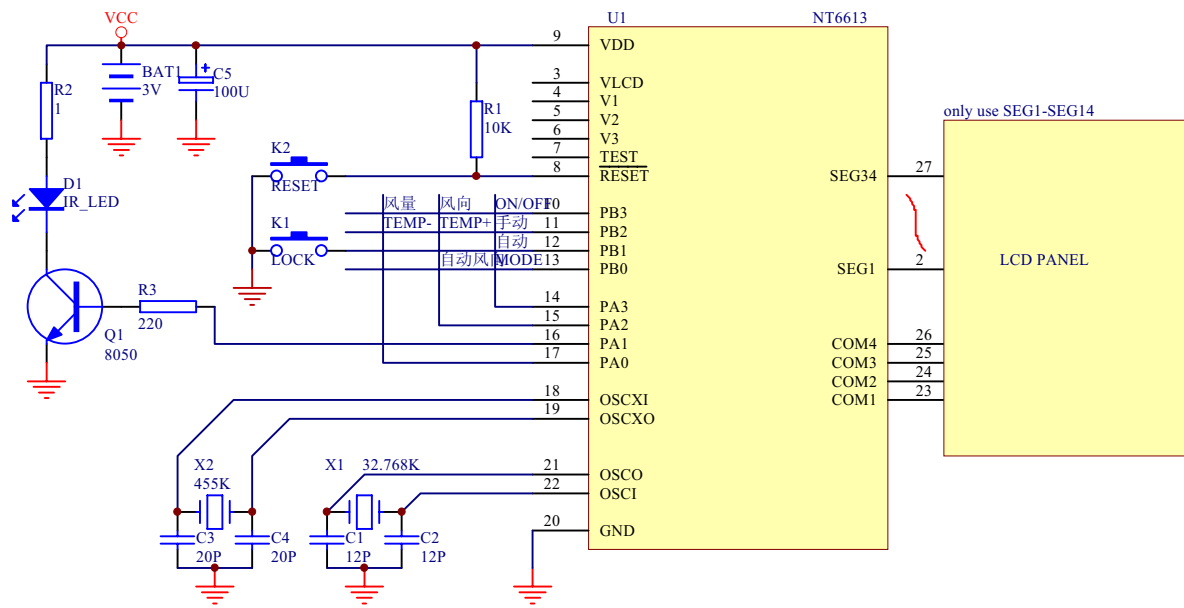 VCC
U1
NT6613
9
VDD
BAT1
3V
C5
100U
R2
1
3
VLCD
4
V1
5
V2
6
V3
7
TEST
8
RESET
R1
10K
only use SEG1-SEG14
K2
RESET
SEG34
27
D1
IR_LED
风量
风向
ON/OFF
10
PB3
TEMP-
TEMP+
手动
11
PB2
K1
LOCK
自动
12
PB1
自动风向
MODE
13
PB0
SEG1
2
LCD PANEL
14
PA3
15
PA2
R3
220
16
PA1
17
PA0
Q1
8050
COM4
26
COM3
25
COM2
24
COM1
23
18
OSCXI
19
OSCXO
X2
455K
X1
32.768K
21
OSCO
22
OSCI
20
GND
C3
20P
C4
20P
C1
12P
C2
12P